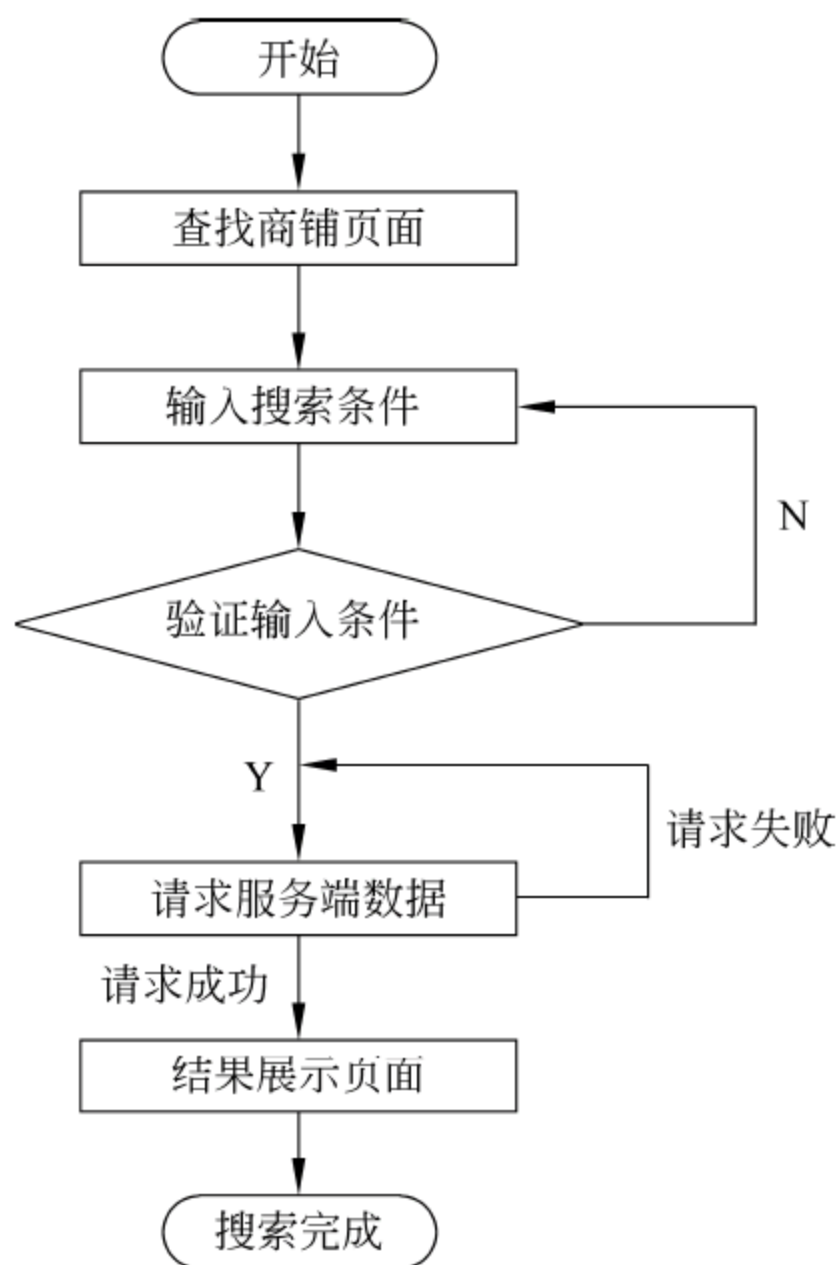 开始
查找商铺页面
输入搜索条件
N
验证输入条件
Y
请求失败
请求服务端数据
请求成功
结果展示页面
搜索完成